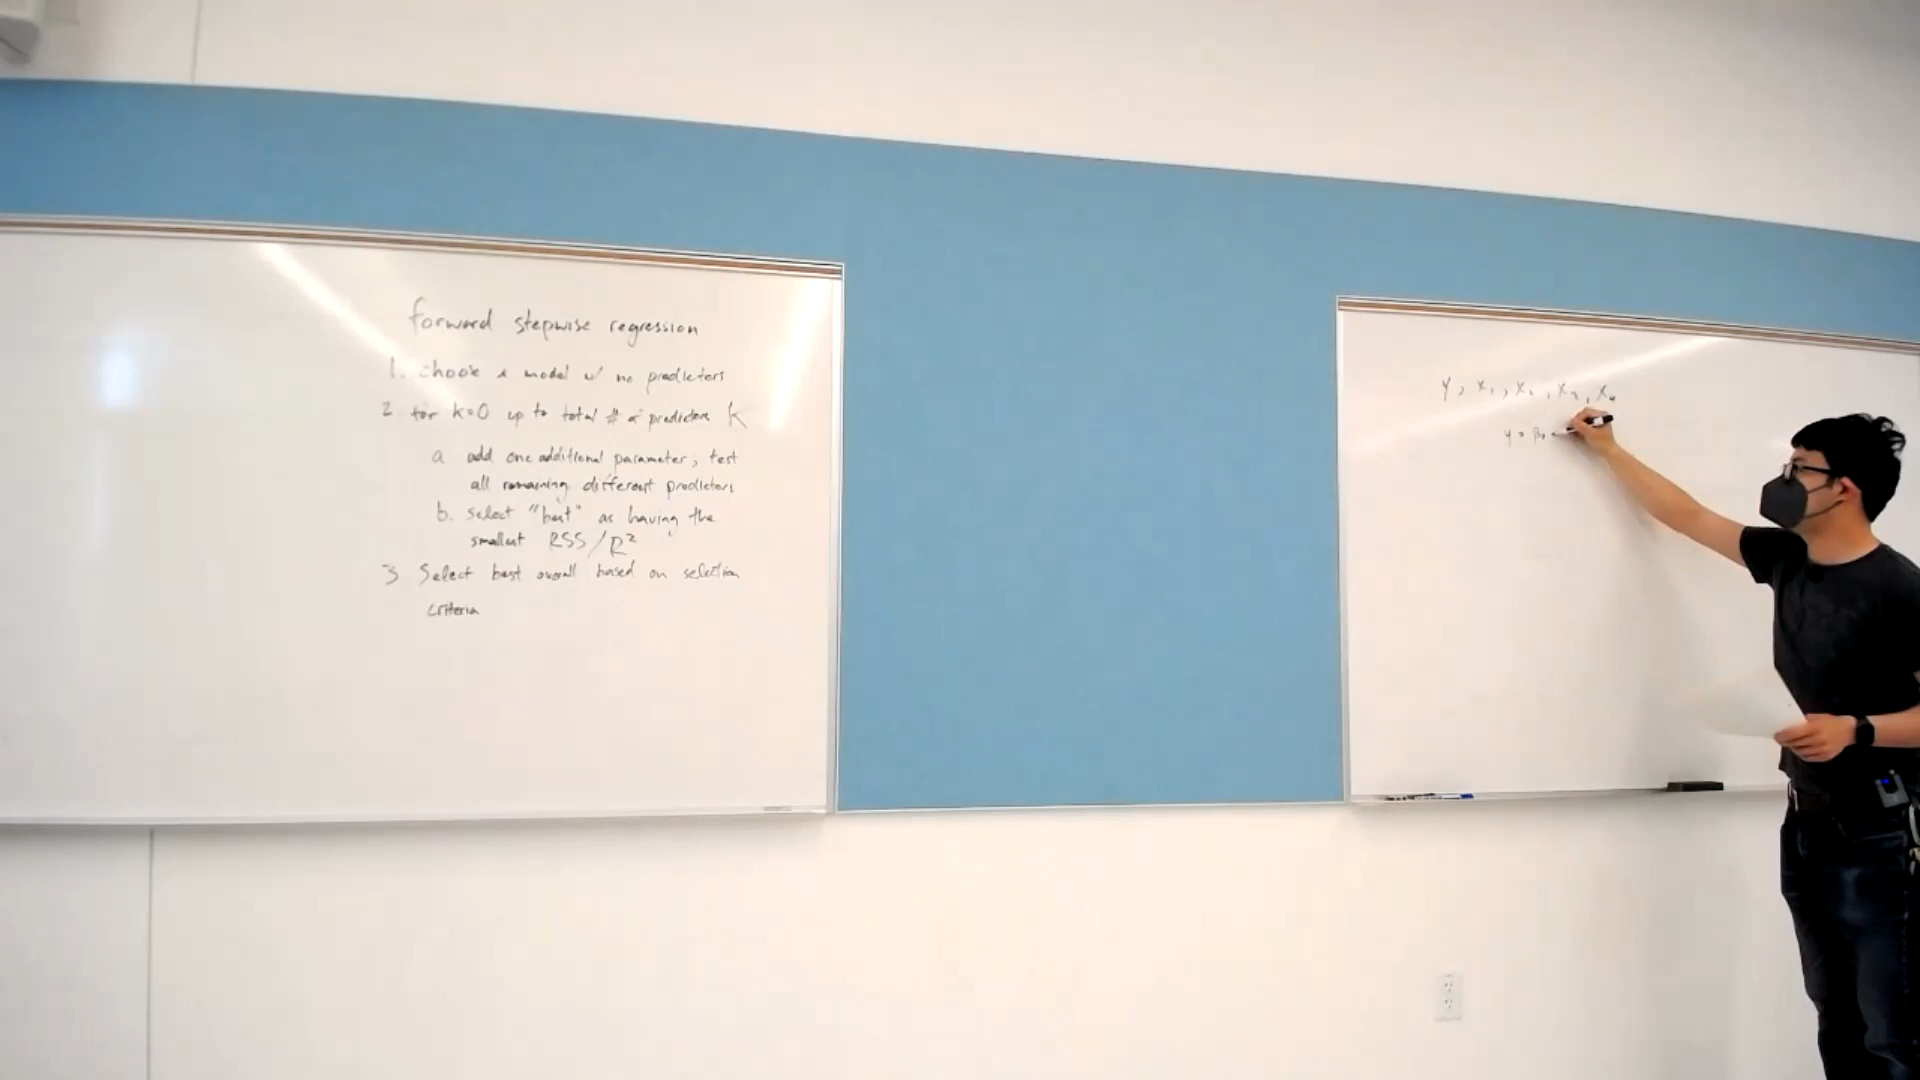 forward stepwise regression
1. choose a model w/ no predictors
2. for k=0 up to total # of predictors K
a. add one additional parameter, test
all remaining different predictors
b. select "best" as having the
smallest RSS/R²
3 Select best overall based on selection
criteria
y, x₁, x₂, x₃, x₄
y = β₀